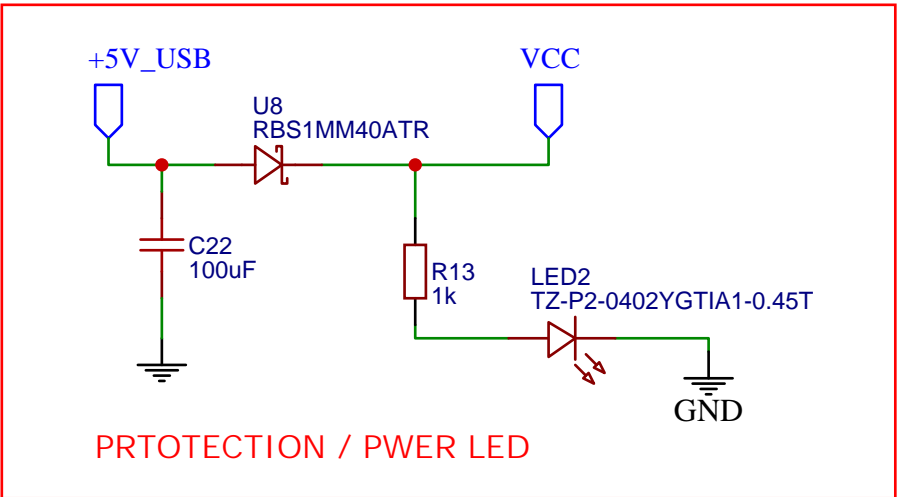 +5V_USB
VCC
U8
RBS1MM40ATR
C22
100uF
R13
1k
LED2
TZ-P2-0402YGTIA1-0.45T
GND
PRTOTECTION / PWER LED